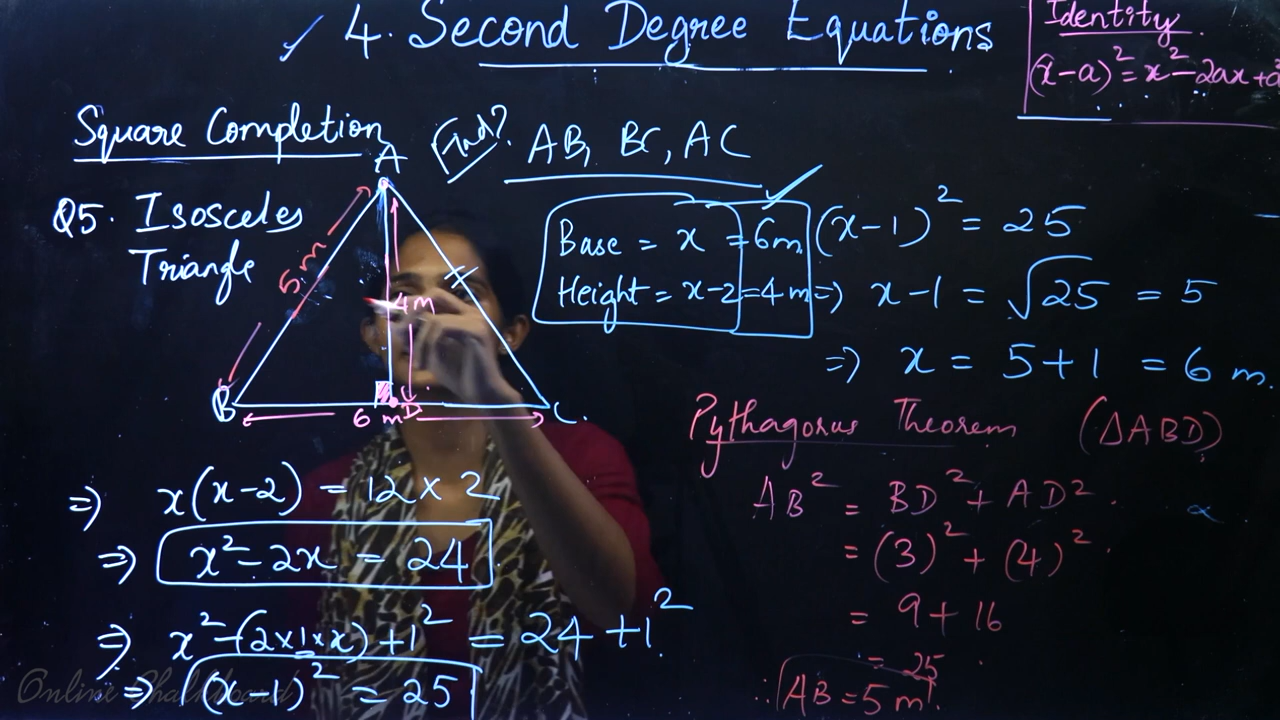 ✓ 4. Second Degree Equations
Identity
(x-a)² = x² - 2ax + a²
Square Completion
Find? AB, BC, AC
Q5. Isosceles
Triangle
A
5m
4m
B
6 m
D
C
Base = x = 6m
Height = x-2 = 4m
(x-1)² = 25
⇒ x-1 = √25 = 5
⇒ x = 5+1 = 6 m.
⇒ x(x-2) = 12 × 2
⇒ x²-2x = 24
⇒ x²-(2×1×x)+1² = 24+1²
⇒ (x-1)² = 25
Pythagorus Theorem (ΔABD)
AB² = BD² + AD²
= (3)² + (4)²
= 9 + 16
= 25
∴ AB = 5 m.
Online Chalkboard